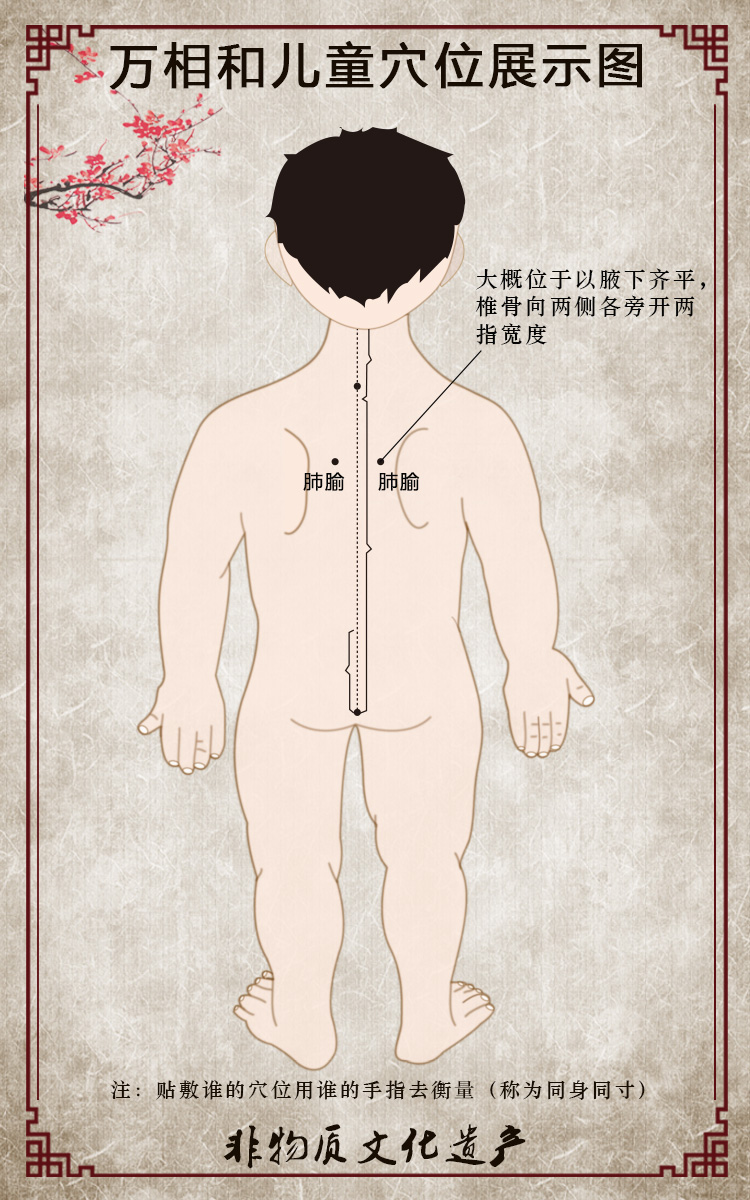 万相和儿童穴位展示图
大概位于以腋下齐平，
椎骨向两侧各旁开两
指宽度
肺腧 肺腧
注：贴敷谁的穴位用谁的手指去衡量（称为同身同寸）
非物质文化遗产